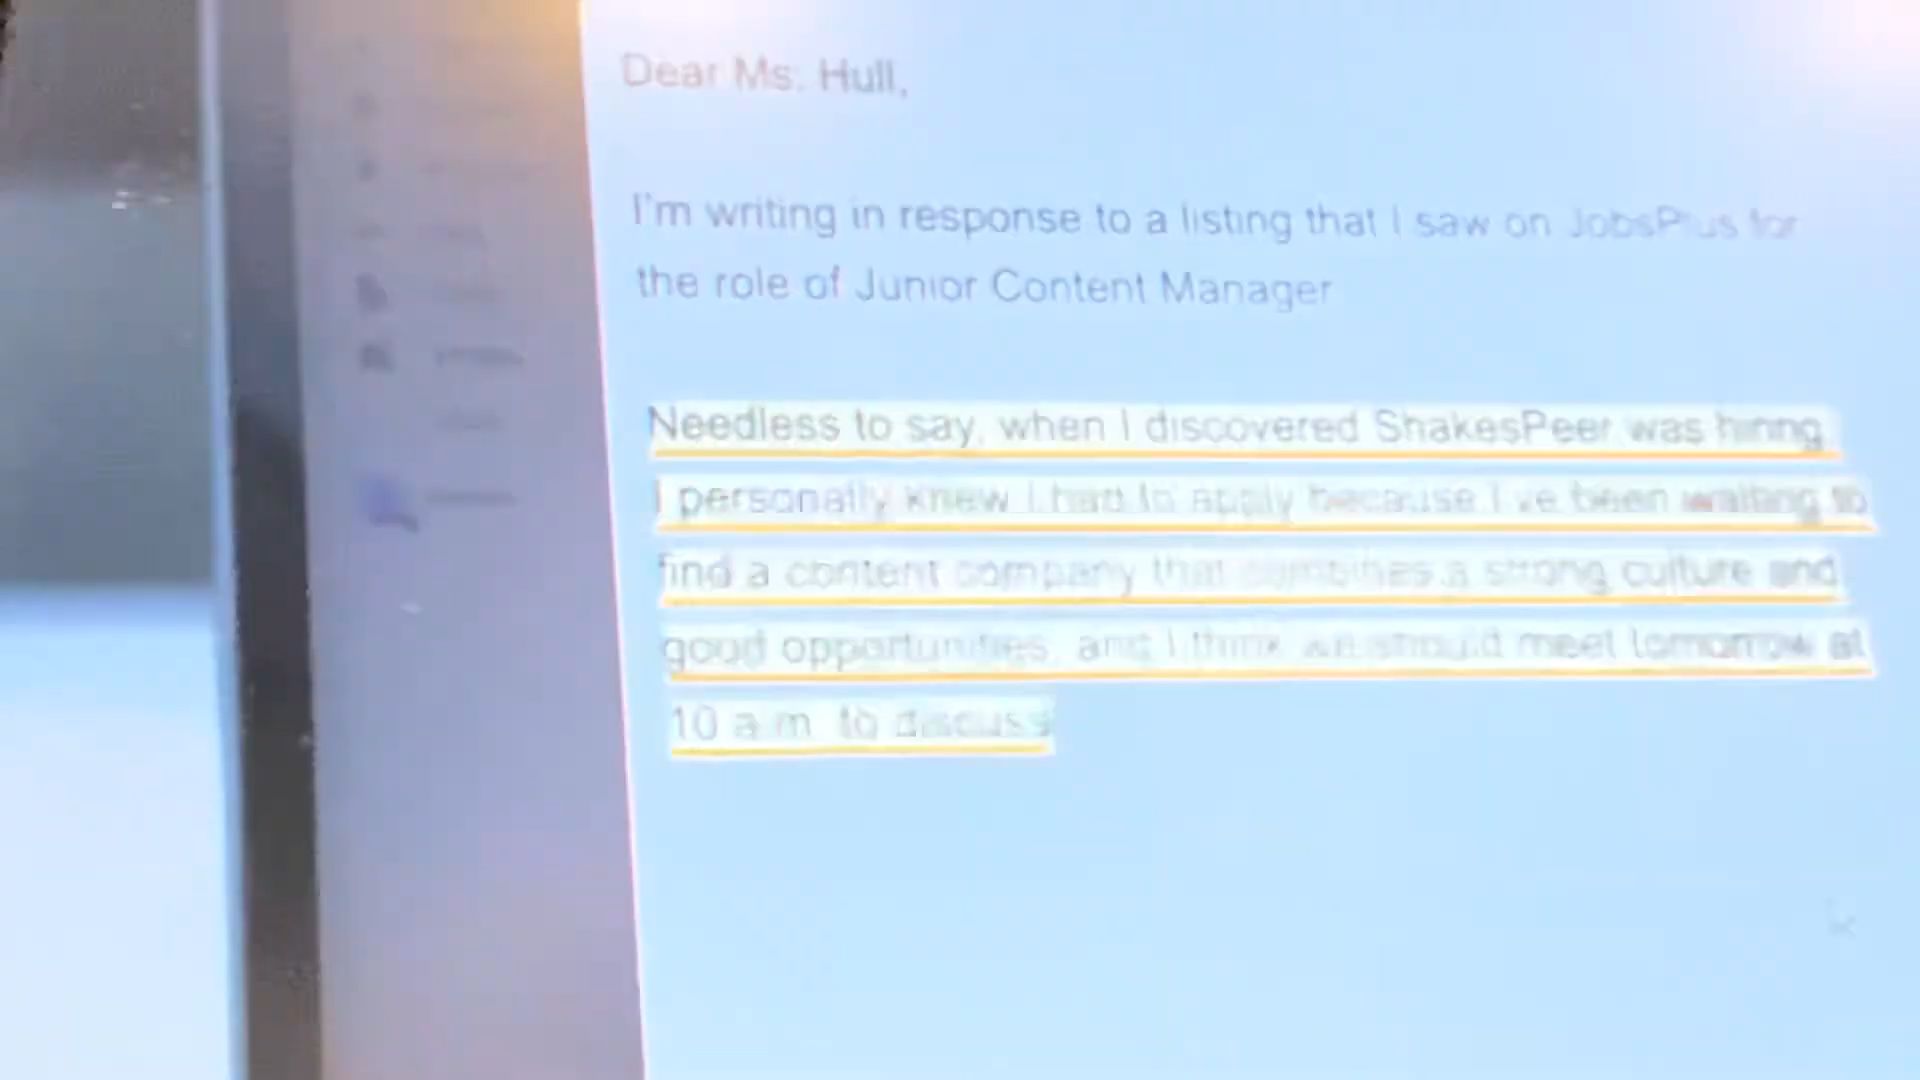 Dear Ms. Hull,
I'm writing in response to a listing that I saw on JobsPlus for
the role of Junior Content Manager
Needless to say, when I discovered ShakesPeer was hiring,
I personally knew I had to apply because I've been waiting to
find a content company that combines a strong culture and
good opportunities, and I think we should meet tomorrow at
10 a.m. to discuss